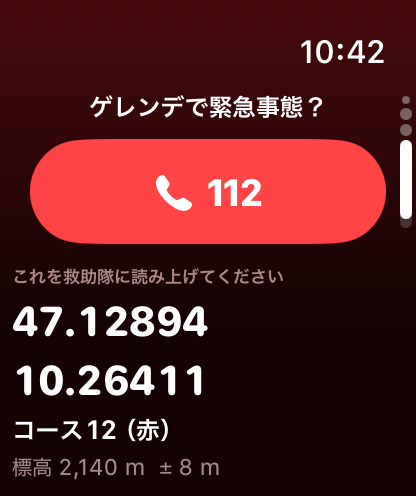 10:42
ゲレンデで緊急事態？
112
これを救助隊に読み上げてください
47.12894
10.26411
コース12（赤）
標高 2,140 m ± 8 m